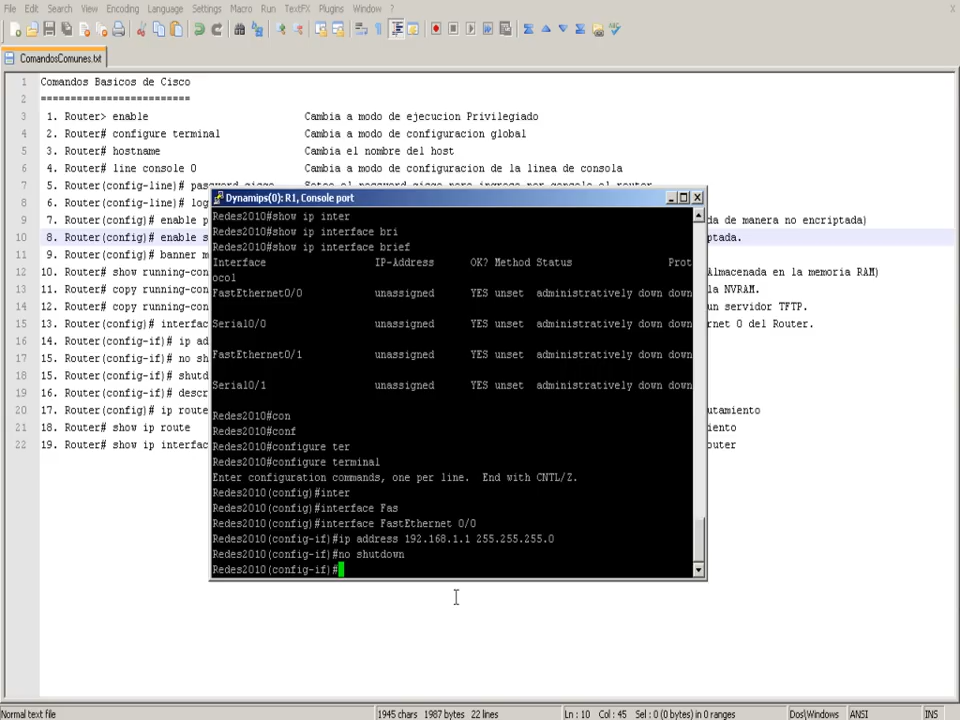 File Edit Search View Encoding Language Settings Macro Run TextFX Plugins Window ?
X
ComandosComunes.txt
1 Comandos Basicos de Cisco
2 =========================
3 1. Router> enable Cambia a modo de ejecucion Privilegiado
4 2. Router# configure terminal Cambia a modo de configuracion global
5 3. Router# hostname Cambia el nombre del host
6 4. Router# line console 0 Cambia a modo de configuracion de la linea de consola
7 5. Router(config-line)#
8 6. Router(config-line)# log
9 7. Router(config)# enable p da de manera no encriptada)
10 8. Router(config)# enable s ptada.
11 9. Router(config)# banner m
12 10. Router# show running-con Almacenada en la memoria RAM)
13 11. Router# copy running-con la NVRAM.
14 12. Router# copy running-con un servidor TFTP.
15 13. Router(config)# interfac rnet 0 del Router.
16 14. Router(config-if)# ip ad
17 15. Router(config-if)# no sh
18 15. Router(config-if)# shutd
19 16. Router(config-if)# descr
20 17. Router(config)# ip route utamiento
21 18. Router# show ip route iento
22 19. Router# show ip interfac router
Dynamips(0): R1, Console port
Redes2010#show ip inter
Redes2010#show ip interface bri
Redes2010#show ip interface brief
Interface IP-Address OK? Method Status Prot
ocol
FastEthernet0/0 unassigned YES unset administratively down down
Serial0/0 unassigned YES unset administratively down down
FastEthernet0/1 unassigned YES unset administratively down down
Serial0/1 unassigned YES unset administratively down down
Redes2010#con
Redes2010#conf
Redes2010#configure ter
Redes2010#configure terminal
Enter configuration commands, one per line. End with CNTL/Z.
Redes2010(config)#inter
Redes2010(config)#interface Fas
Redes2010(config)#interface FastEthernet 0/0
Redes2010(config-if)#ip address 192.168.1.1 255.255.255.0
Redes2010(config-if)#no shutdown
Redes2010(config-if)#
Normal text file 1945 chars 1987 bytes 22 lines Ln : 10 Col : 45 Sel : 0 (0 bytes) in 0 ranges Dos\Windows ANSI INS